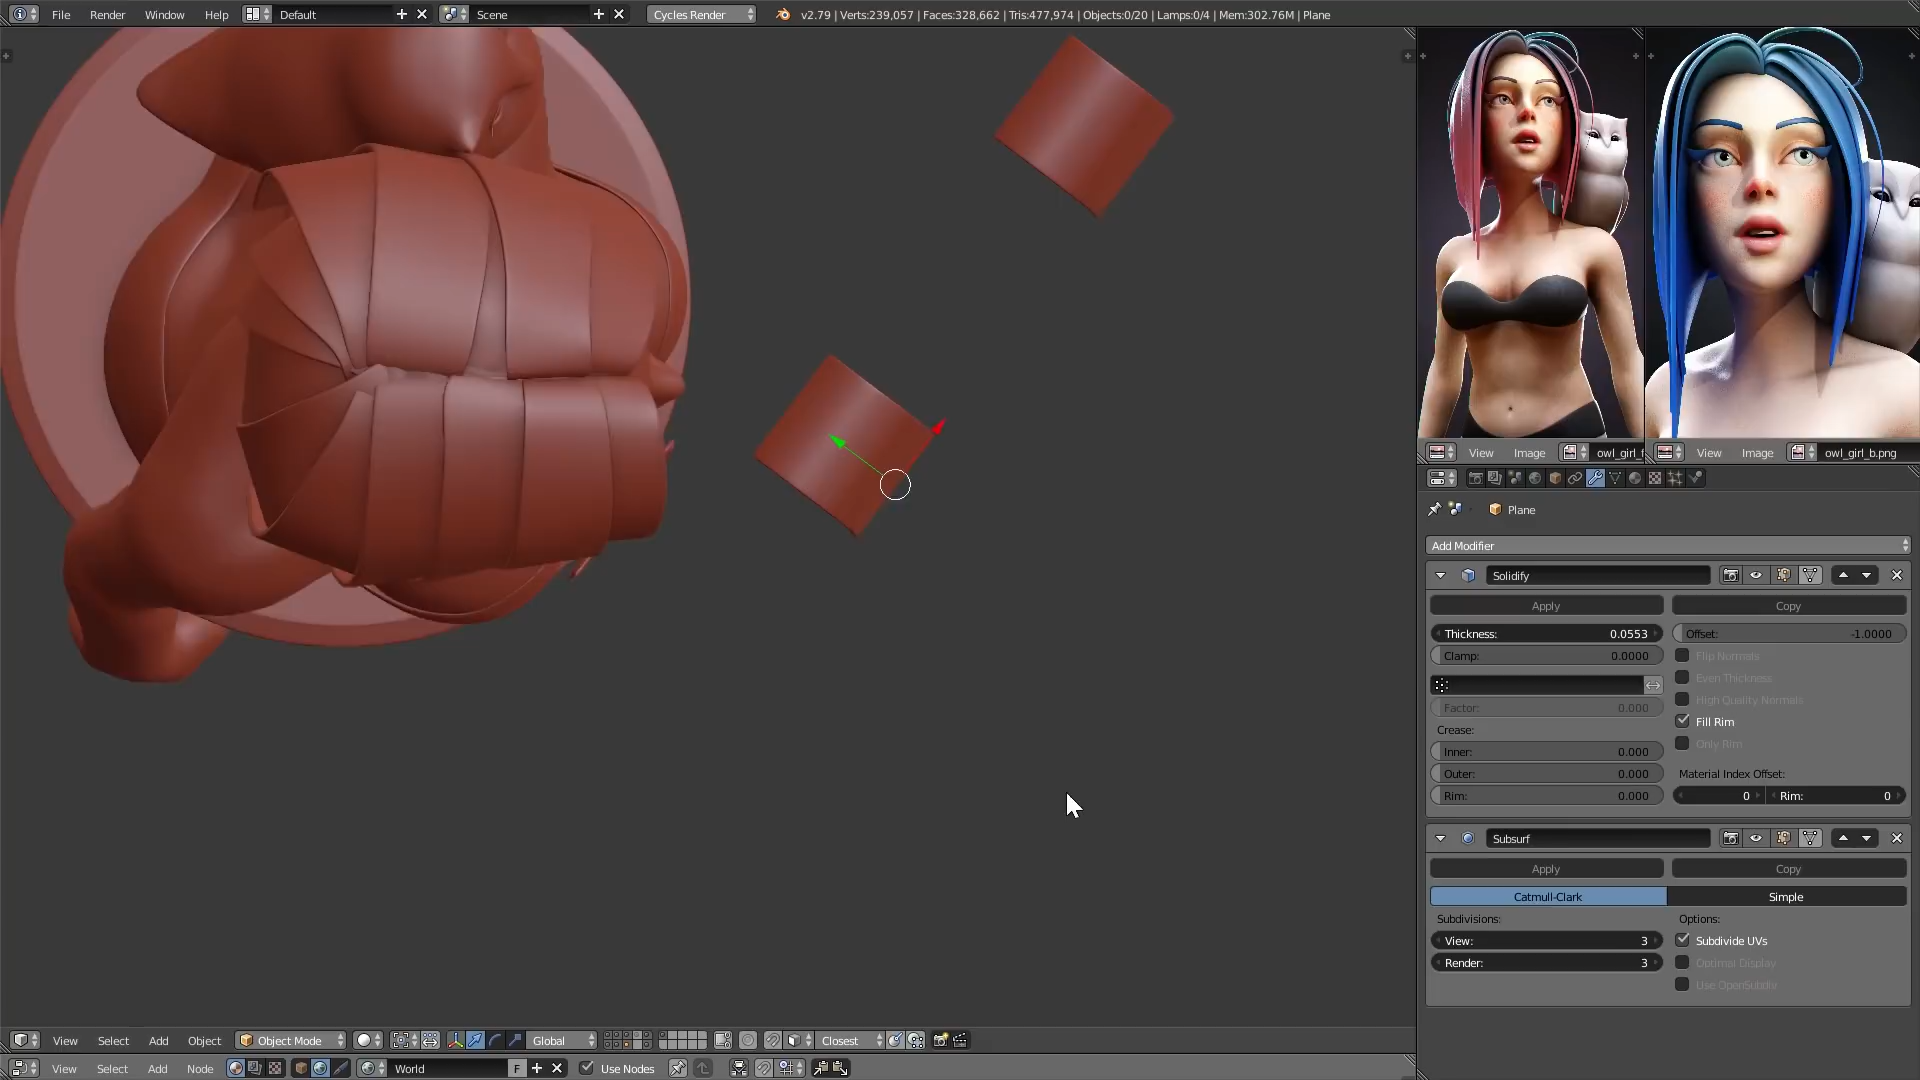 File Render Window Help Default Scene Cycles Render v2.79 | Verts:239,057 | Faces:328,662 | Tris:477,974 | Objects:0/20 | Lamps:0/4 | Mem:302.76M | Plane
View Image owl_girl_f View Image owl_girl_b.png
Plane
Add Modifier
Solidify
Apply Copy
Thickness: 0.0553 Offset: -1.0000
Clamp: 0.0000 Flip Normals
Even Thickness
High Quality Normals
Factor: 0.000
Fill Rim
Crease:
Only Rim
Inner: 0.000
Outer: 0.000 Material Index Offset:
Rim: 0.000 0 Rim: 0
Subsurf
Apply Copy
Catmull-Clark Simple
Subdivisions: Options:
View: 3 Subdivide UVs
Render: 3 Optimal Display
Use OpenSubdiv
View Select Add Object Object Mode Global Closest
View Select Add Node World F Use Nodes